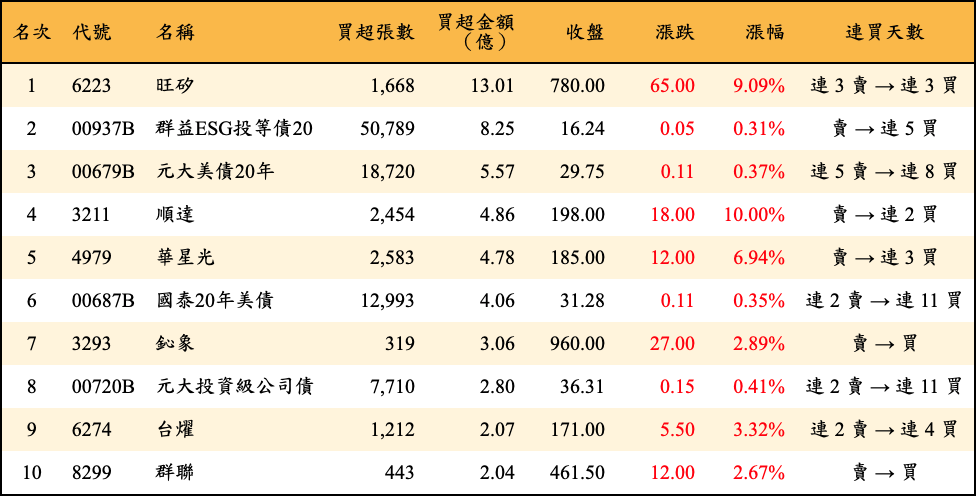 名次 代號 名稱 買超張數 買超金額（億） 收盤 漲跌 漲幅 連買天數
1 6223 旺矽 1,668 13.01 780.00 65.00 9.09% 連 3 賣 → 連 3 買
2 00937B 群益ESG投等債20 50,789 8.25 16.24 0.05 0.31% 賣 → 連 5 買
3 00679B 元大美債20年 18,720 5.57 29.75 0.11 0.37% 連 5 賣 → 連 8 買
4 3211 順達 2,454 4.86 198.00 18.00 10.00% 賣 → 連 2 買
5 4979 華星光 2,583 4.78 185.00 12.00 6.94% 賣 → 連 3 買
6 00687B 國泰20年美債 12,993 4.06 31.28 0.11 0.35% 連 2 賣 → 連 11 買
7 3293 鈊象 319 3.06 960.00 27.00 2.89% 賣 → 買
8 00720B 元大投資級公司債 7,710 2.80 36.31 0.15 0.41% 連 2 賣 → 連 11 買
9 6274 台燿 1,212 2.07 171.00 5.50 3.32% 連 2 賣 → 連 4 買
10 8299 群聯 443 2.04 461.50 12.00 2.67% 賣 → 買